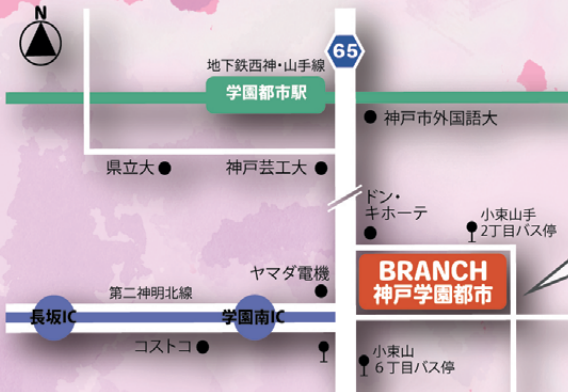 N
65
地下鉄西神・山手線
学園都市駅
神戸市外国語大
県立大
神戸芸工大
ドン・
キホーテ
小束山手
2丁目バス停
ヤマダ電機
BRANCH
神戸学園都市
第二神明北線
長坂IC
学園南IC
コストコ
小束山
6丁目バス停